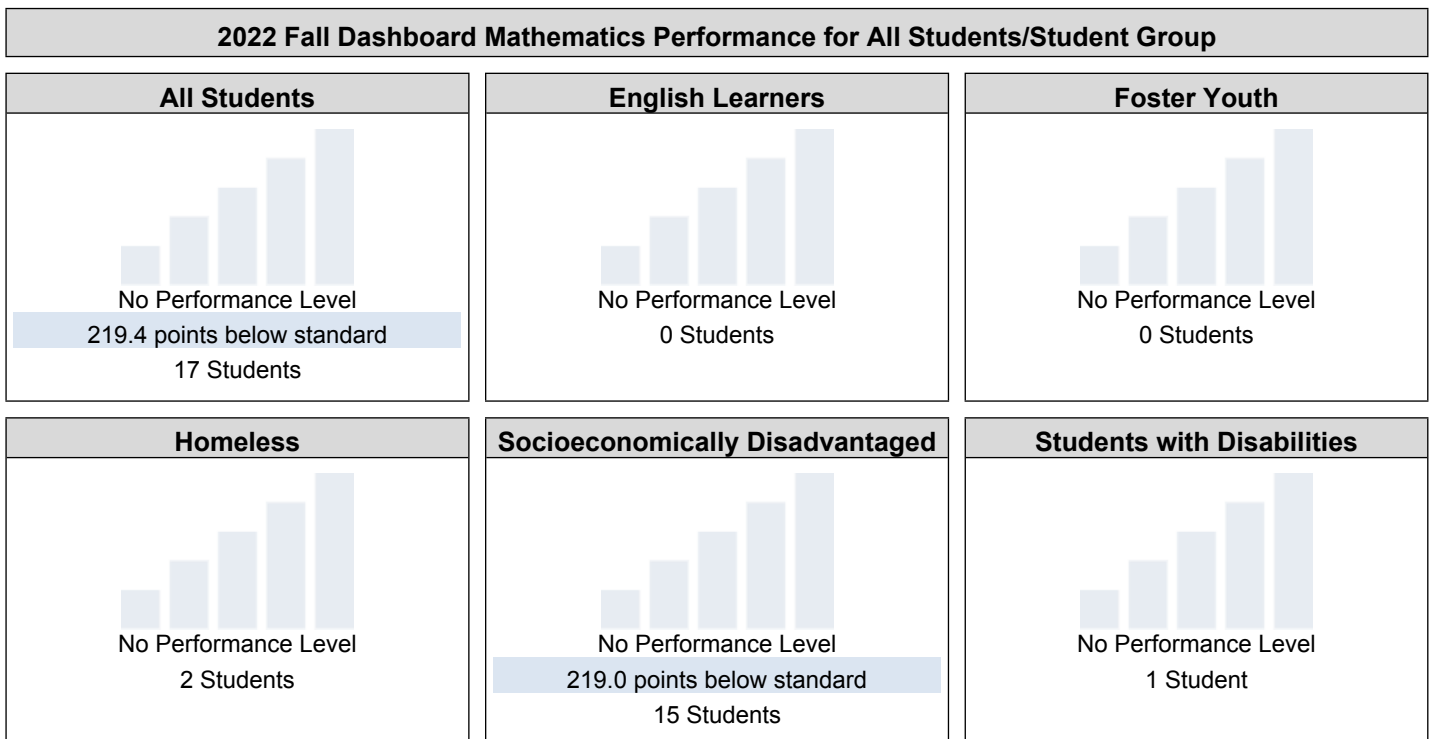 2022 Fall Dashboard Mathematics Performance for All Students/Student Group
All Students
No Performance Level
219.4 points below standard
17 Students
English Learners
No Performance Level
0 Students
Foster Youth
No Performance Level
0 Students
Homeless
No Performance Level
2 Students
Socioeconomically Disadvantaged
No Performance Level
219.0 points below standard
15 Students
Students with Disabilities
No Performance Level
1 Student